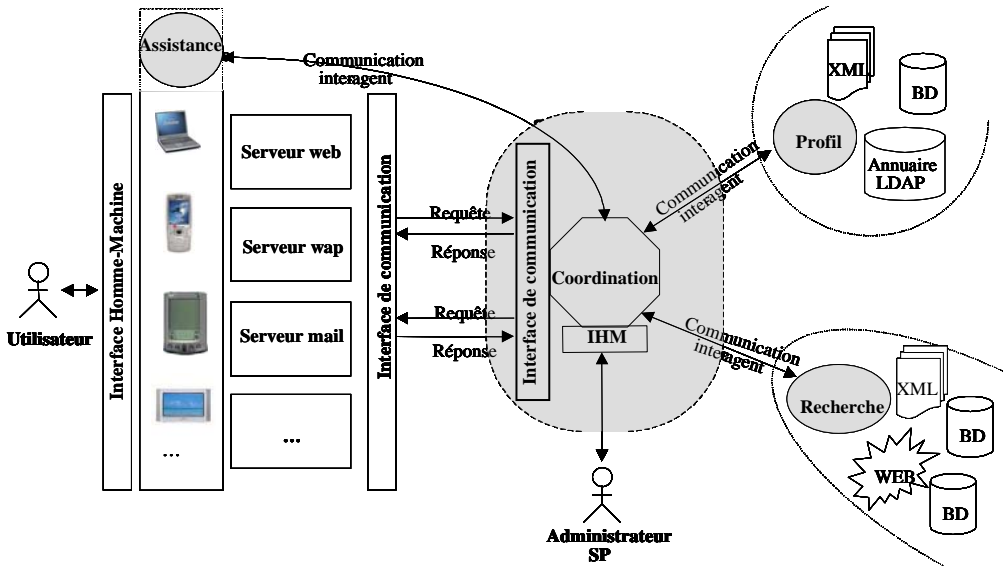 Assistance
Communication
interagent
XML
BD
Profil
Annuaire
LDAP
Communication
interagent
Interface Homme-Machine
Serveur web
Serveur wap
Serveur mail
...
...
Interface de communication
Requête
Réponse
Requête
Réponse
Interface de communication
Coordination
IHM
Utilisateur
Administrateur
SP
Communication
interagent
Recherche
XML
BD
WEB
BD